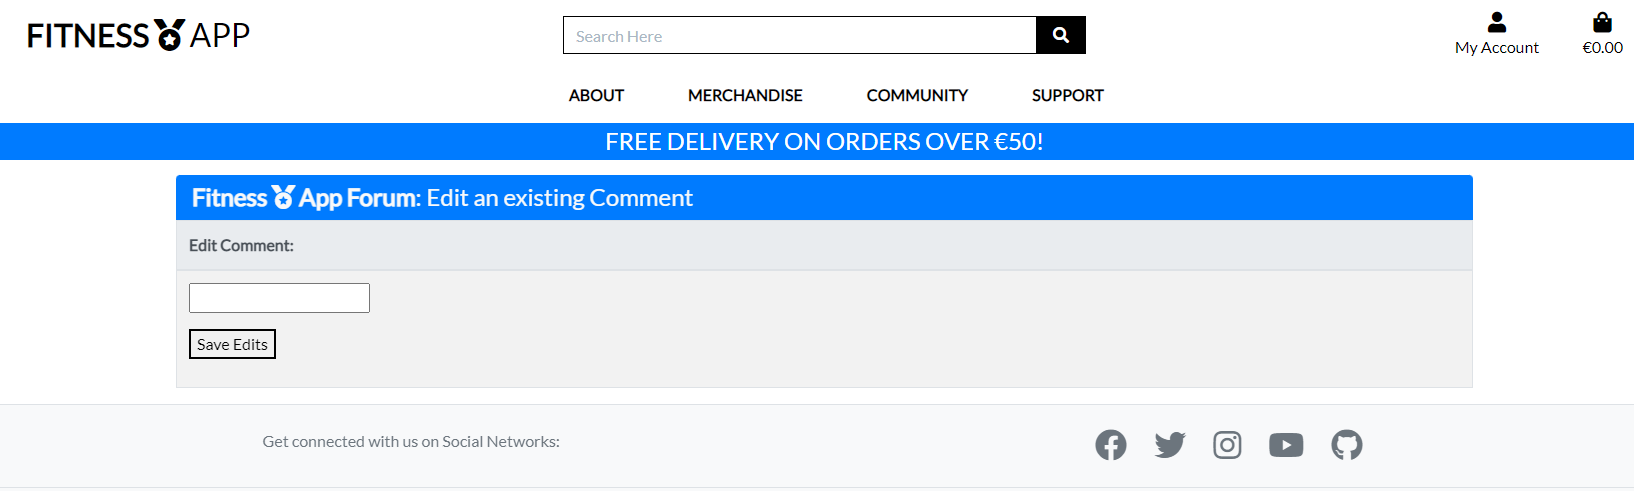 FITNESS APP
Search Here
My Account
€0.00
ABOUT MERCHANDISE COMMUNITY SUPPORT
FREE DELIVERY ON ORDERS OVER €50!
Fitness App Forum: Edit an existing Comment
Edit Comment:
Save Edits
Get connected with us on Social Networks: